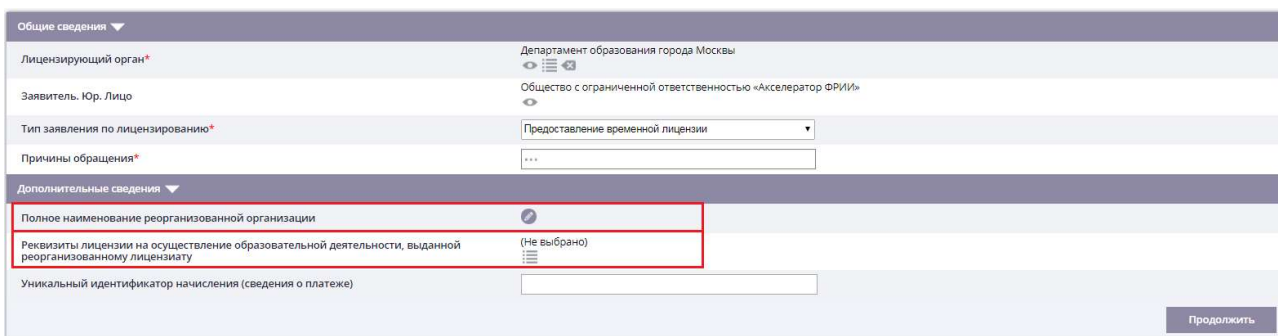 Общие сведения
Лицензирующий орган*
Департамент образования города Москвы
Заявитель. Юр. Лицо
Общество с ограниченной ответственностью «Акселератор ФРИИ»
Тип заявления по лицензированию*
Предоставление временной лицензии
Причины обращения*
...
Дополнительные сведения
Полное наименование реорганизованной организации
Реквизиты лицензии на осуществление образовательной деятельности, выданной
реорганизованному лицензиату
(Не выбрано)
Уникальный идентификатор начисления (сведения о платеже)
Продолжить